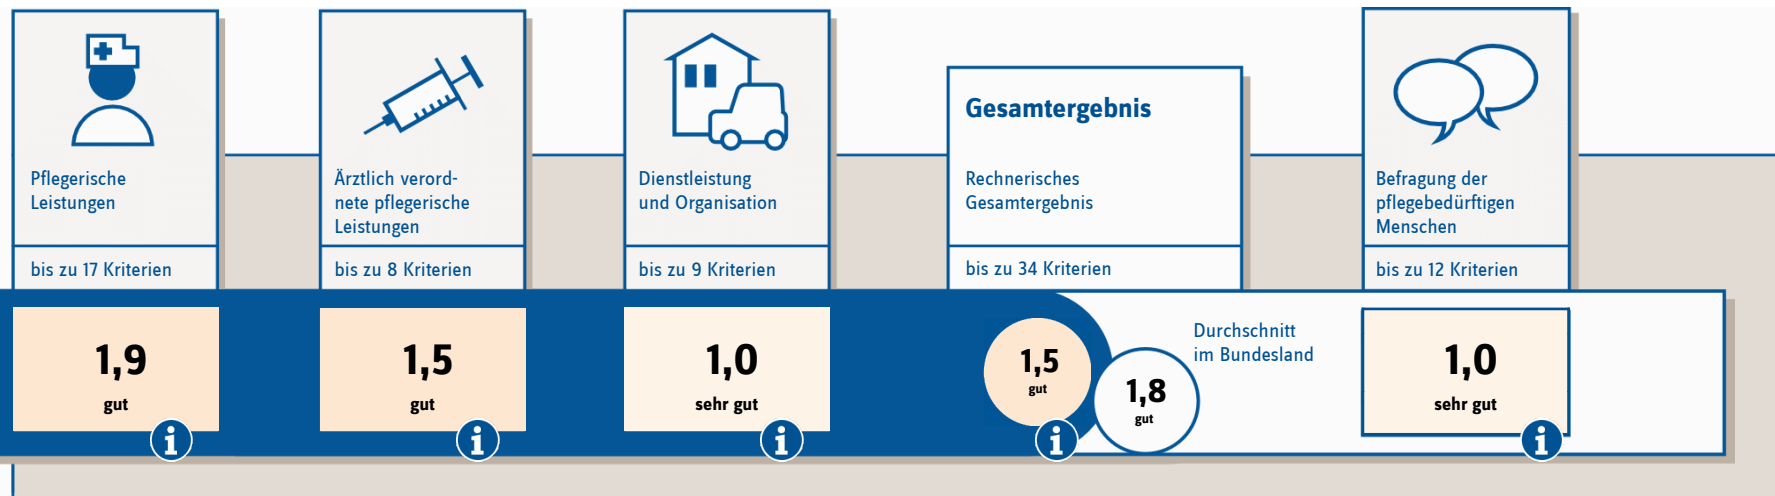 Pflegerische
Leistungen
bis zu 17 Kriterien
1,9
gut
i
Ärztlich verord-
nete pflegerische
Leistungen
bis zu 8 Kriterien
1,5
gut
i
Dienstleistung
und Organisation
bis zu 9 Kriterien
1,0
sehr gut
i
Gesamtergebnis
Rechnerisches
Gesamtergebnis
bis zu 34 Kriterien
1,5
gut
i
1,8
gut
Durchschnitt
im Bundesland
Befragung der
pflegebedürftigen
Menschen
bis zu 12 Kriterien
1,0
sehr gut
i